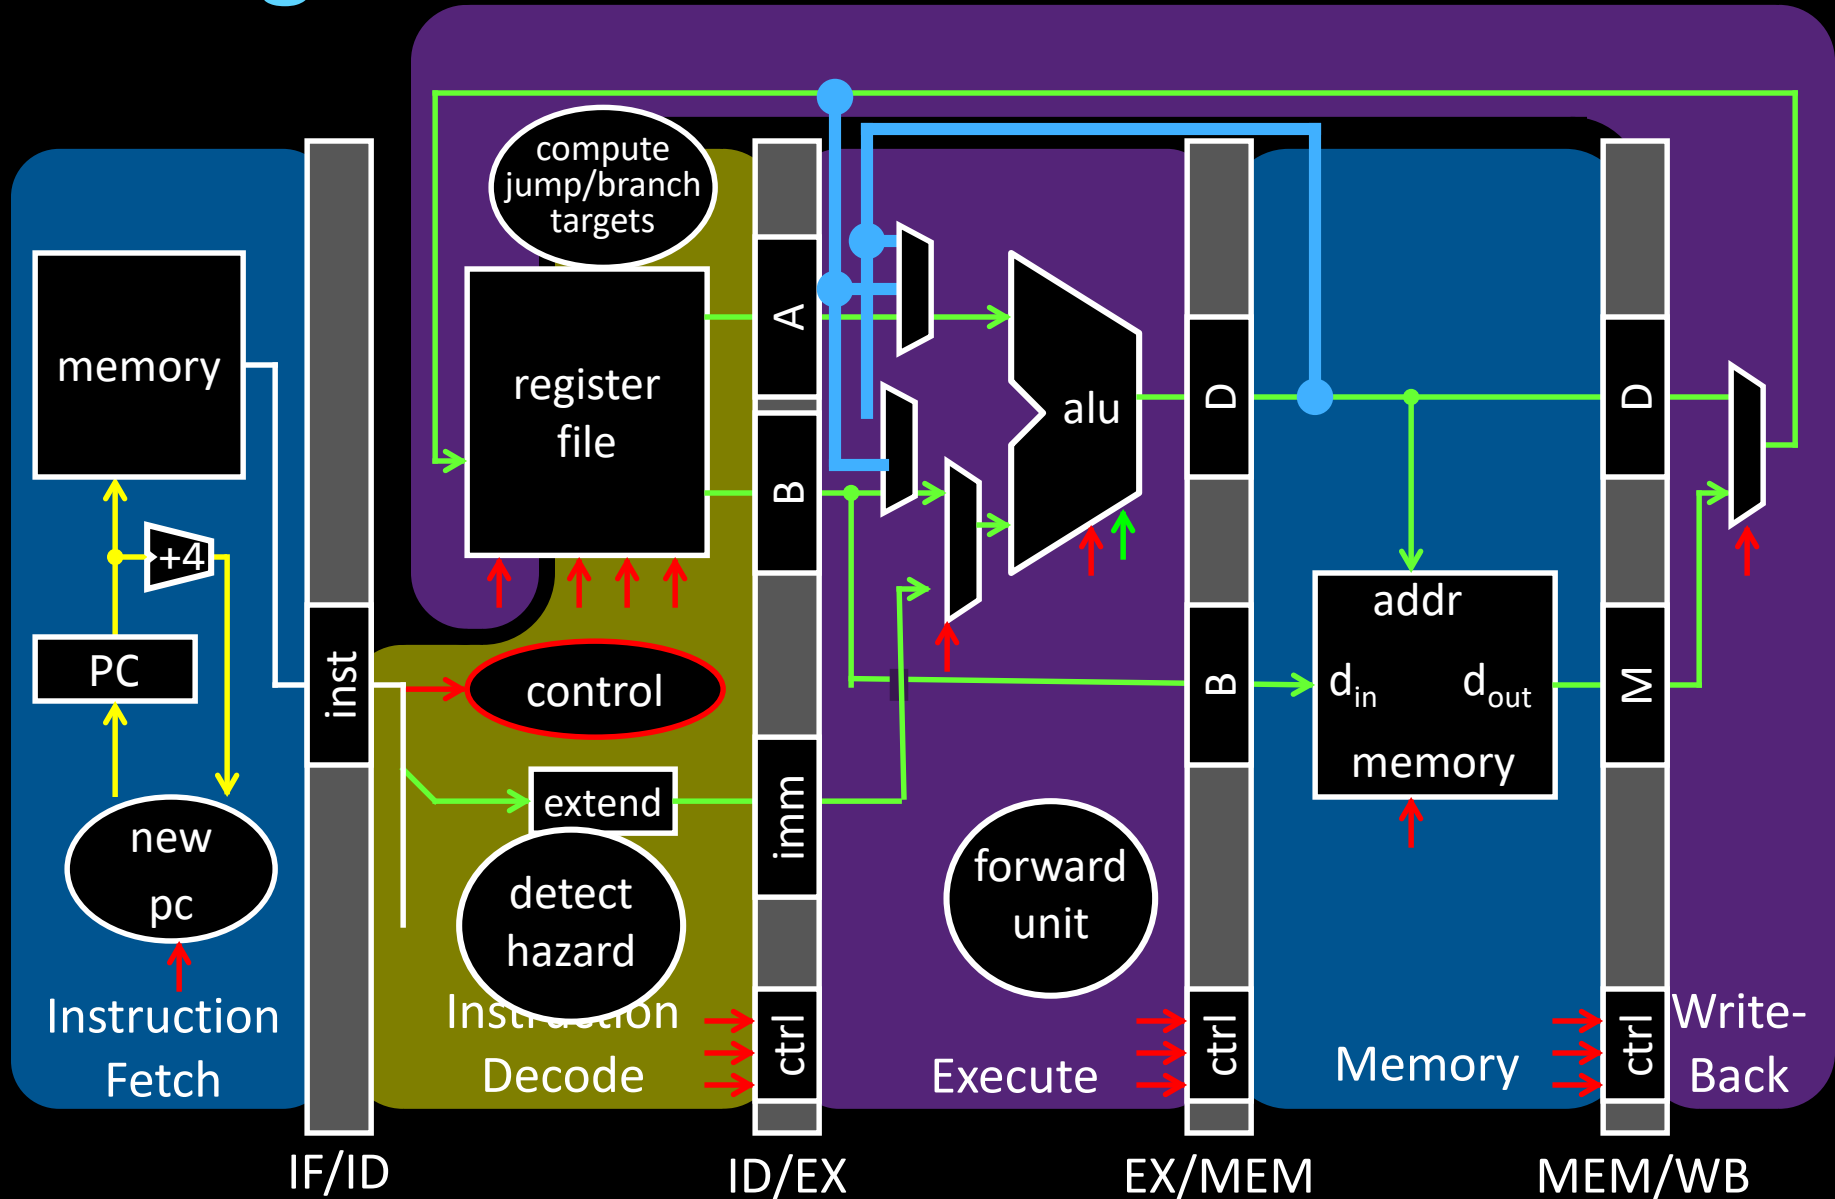 compute
jump/branch
targets
memory
register
file
A
B
alu
D
D
+4
PC
inst
control
extend
imm
new
pc
detect
hazard
forward
unit
B
addr
d_in
d_out
memory
M
Instruction
Fetch
Instruction
Decode
ctrl
Execute
ctrl
Memory
ctrl
Write-
Back
IF/ID
ID/EX
EX/MEM
MEM/WB